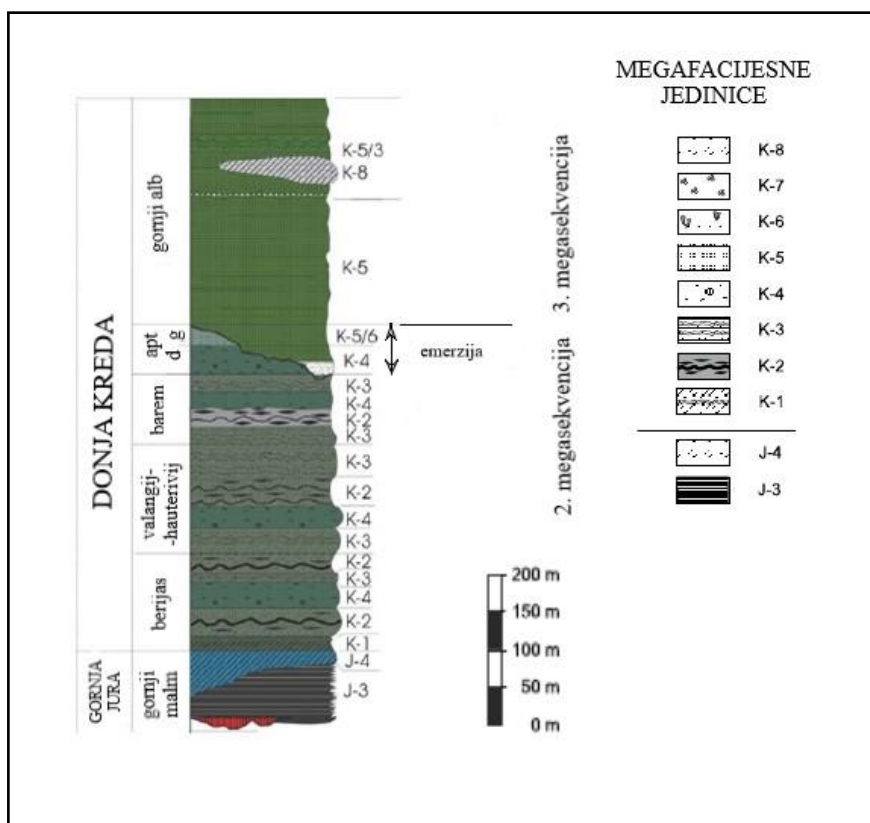 MEGAFACIJESNE
JEDINICE
DONJA KREDA
GORNJA
JURA
gornji alb
apt
d g
barem
valangij-
-hauterivij
berijas
gornji
malm
K-5/3
K-8
K-5
K-5/6
K-4
K-3
K-4
K-2
K-3
K-3
K-2
K-4
K-3
K-2
K-3
K-4
K-2
K-1
J-4
J-3
emerzija
3. megasekvencija
2. megasekvencija
K-8
K-7
K-6
K-5
K-4
K-3
K-2
K-1
J-4
J-3
200 m
150 m
100 m
50 m
0 m